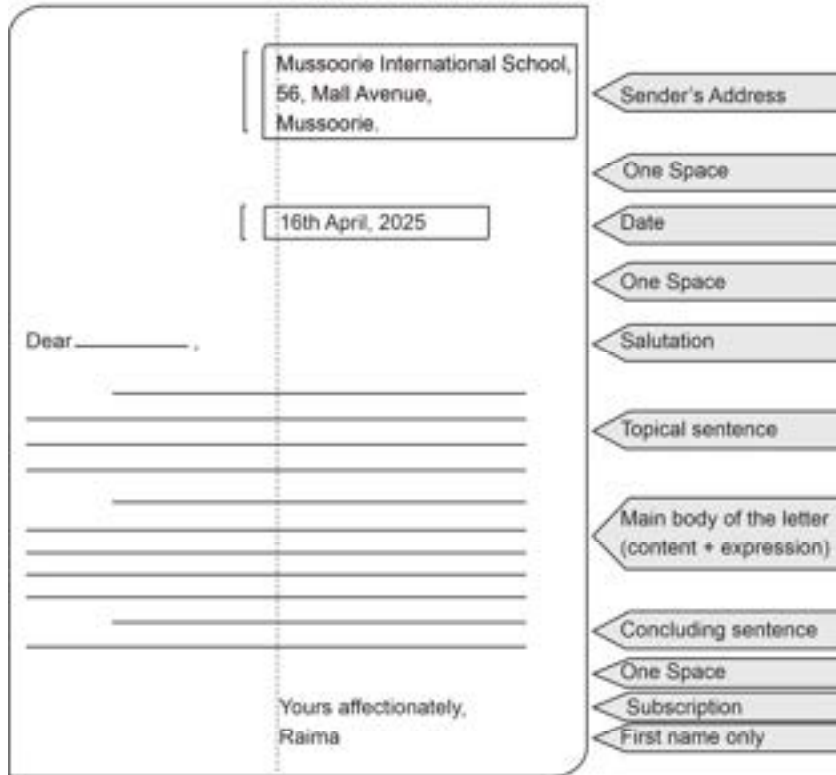 Mussoorie International School,
56, Mall Avenue,
Mussoorie.
Sender's Address
One Space
16th April, 2025
Date
One Space
Dear ________ ,
Salutation
Topical sentence
Main body of the letter
(content + expression)
Concluding sentence
One Space
Yours affectionately,
Subscription
Raima
First name only